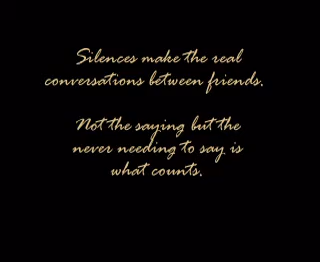 Silences make the real
conversations between friends.
Not the saying but the
never needing to say is
what counts.